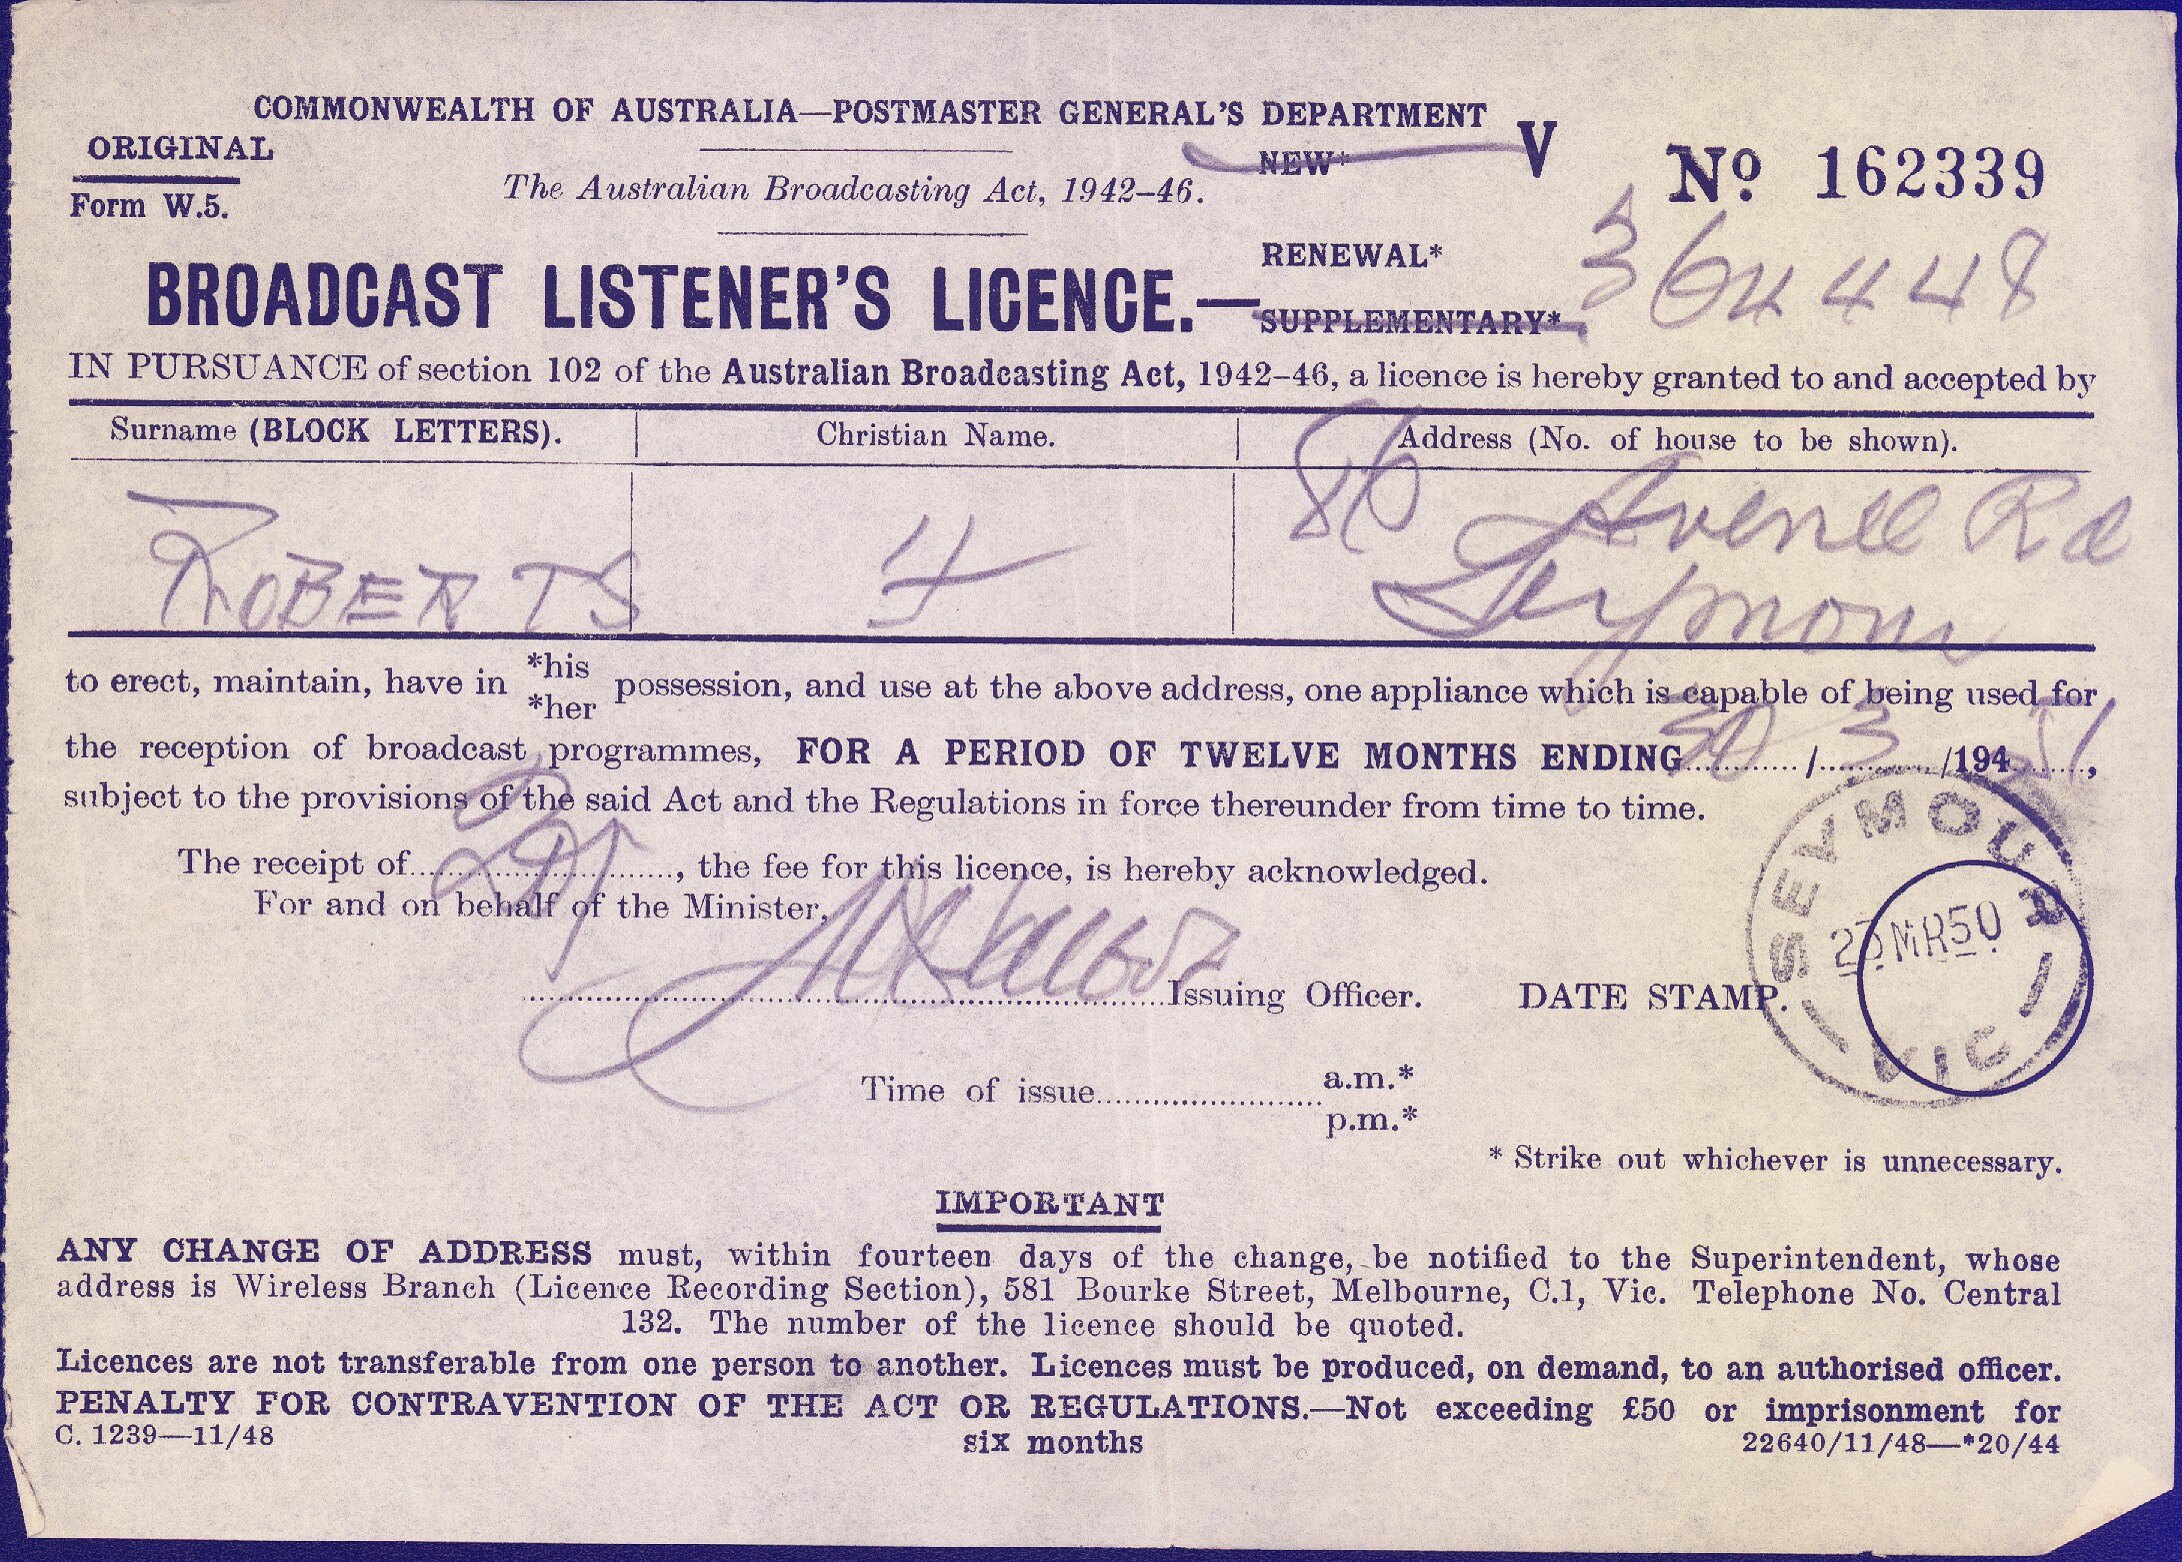 COMMONWEALTH OF AUSTRALIA—POSTMASTER GENERAL'S DEPARTMENT
ORIGINAL
Form W.5.
The Australian Broadcasting Act, 1942–46.
NEW*
V
No 162339
BROADCAST LISTENER'S LICENCE.—
RENEWAL*
SUPPLEMENTARY*
364448
IN PURSUANCE of section 102 of the Australian Broadcasting Act, 1942–46, a licence is hereby granted to and accepted by
Surname (BLOCK LETTERS). Christian Name. Address (No. of house to be shown).
ROBERTS 86 Avenel Rd
Seymour
to erect, maintain, have in *his *her possession, and use at the above address, one appliance which is capable of being used for
the reception of broadcast programmes, FOR A PERIOD OF TWELVE MONTHS ENDING 30/3/194 51,
subject to the provisions of the said Act and the Regulations in force thereunder from time to time.
The receipt of, the fee for this licence, is hereby acknowledged.
For and on behalf of the Minister,
Issuing Officer. DATE STAMP.
SEYMOUR
MR 50
VIC
Time of issue a.m.*
p.m.*
* Strike out whichever is unnecessary.
IMPORTANT
ANY CHANGE OF ADDRESS must, within fourteen days of the change, be notified to the Superintendent, whose
address is Wireless Branch (Licence Recording Section), 581 Bourke Street, Melbourne, C.1, Vic. Telephone No. Central
132. The number of the licence should be quoted.
Licences are not transferable from one person to another. Licences must be produced, on demand, to an authorised officer.
PENALTY FOR CONTRAVENTION OF THE ACT OR REGULATIONS.—Not exceeding £50 or imprisonment for
six months
C. 1239—11/48
22640/11/48—*20/44